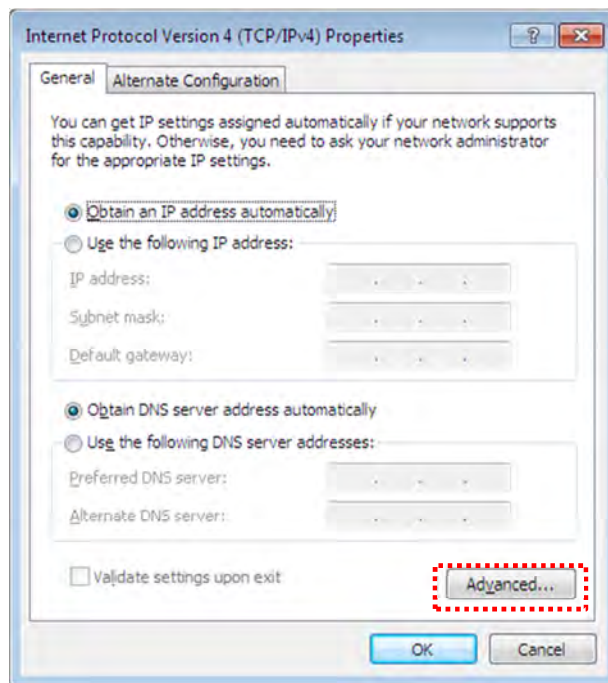 Internet Protocol Version 4 (TCP/IPv4) Properties
General
Alternate Configuration
You can get IP settings assigned automatically if your network supports
this capability. Otherwise, you need to ask your network administrator
for the appropriate IP settings.
Obtain an IP address automatically
Use the following IP address:
IP address:
Subnet mask:
Default gateway:
Obtain DNS server address automatically
Use the following DNS server addresses:
Preferred DNS server:
Alternate DNS server:
Validate settings upon exit
Advanced...
OK
Cancel